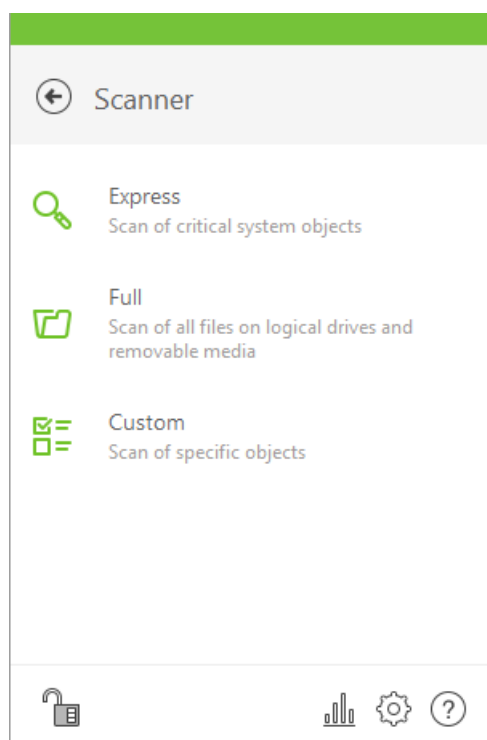 Scanner
Express
Scan of critical system objects
Full
Scan of all files on logical drives and
removable media
Custom
Scan of specific objects
?